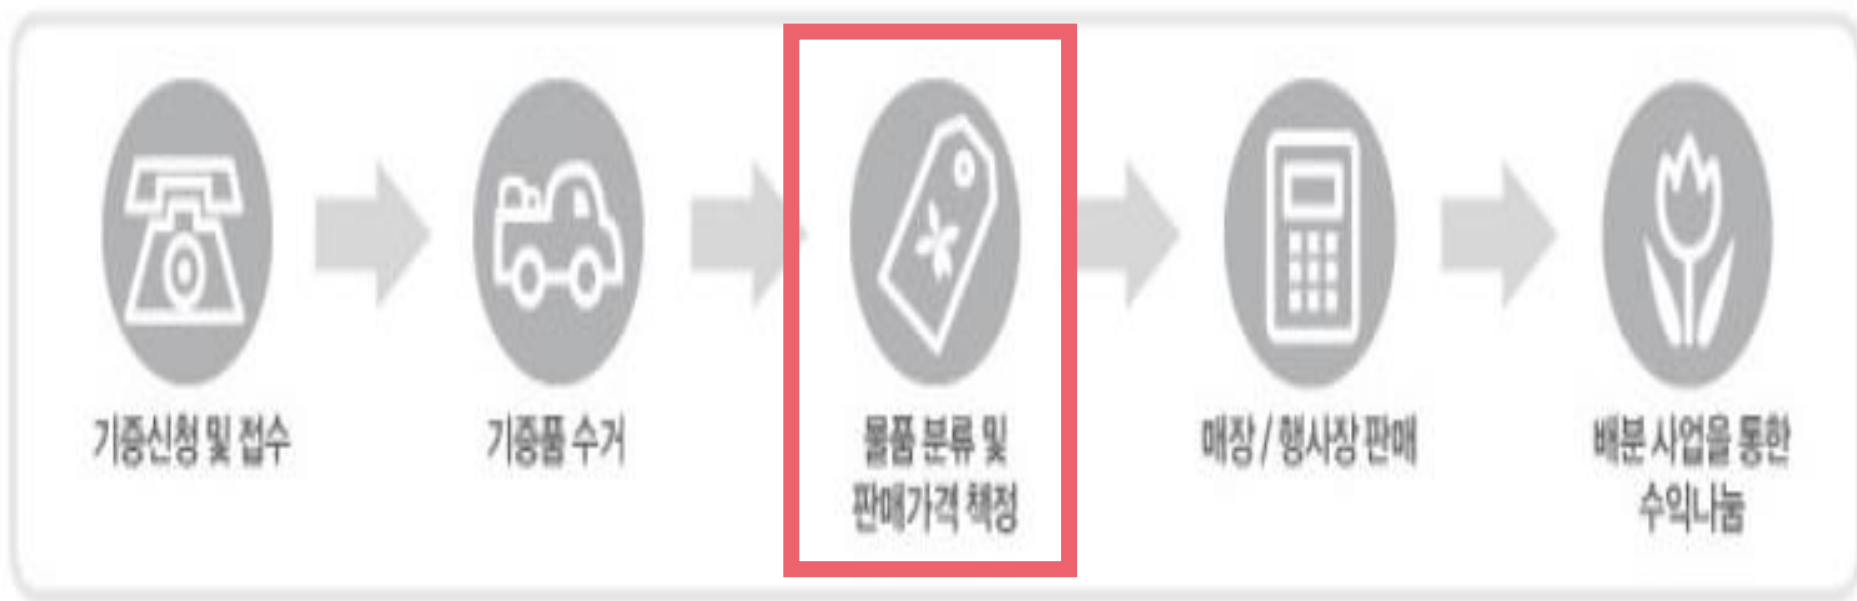 기증신청 및 접수
기증품 수거
물품 분류 및
판매가격 책정
매장 / 행사장 판매
배분 사업을 통한
수익나눔